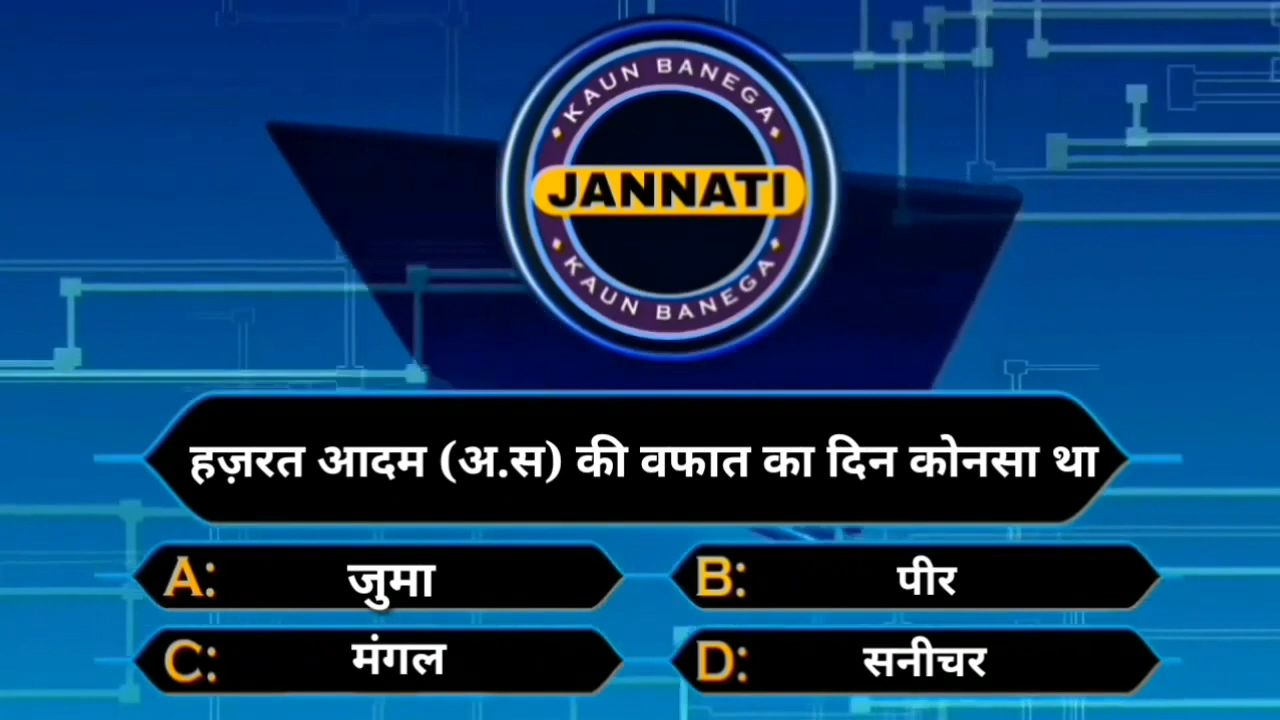 KAUN BANEGA
JANNATI
KAUN BANEGA
हज़रत आदम (अ.स) की वफात का दिन कोनसा था
A: जुमा
B: पीर
C: मंगल
D: सनीचर